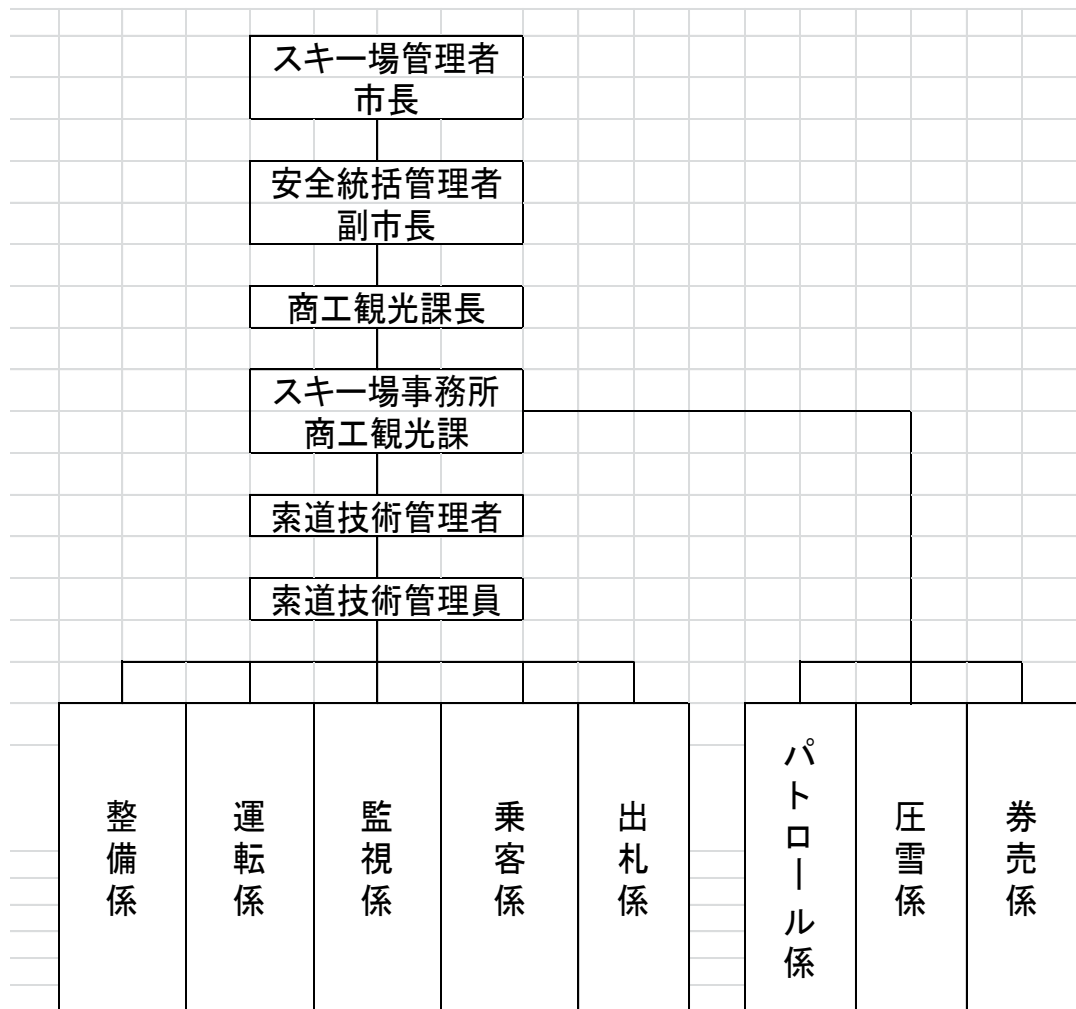 スキー場管理者
市長
安全統括管理者
副市長
商工観光課長
スキー場事務所
商工観光課
索道技術管理者
索道技術管理員
整備係
運転係
監視係
乗客係
出札係
パトロール係
圧雪係
券売係